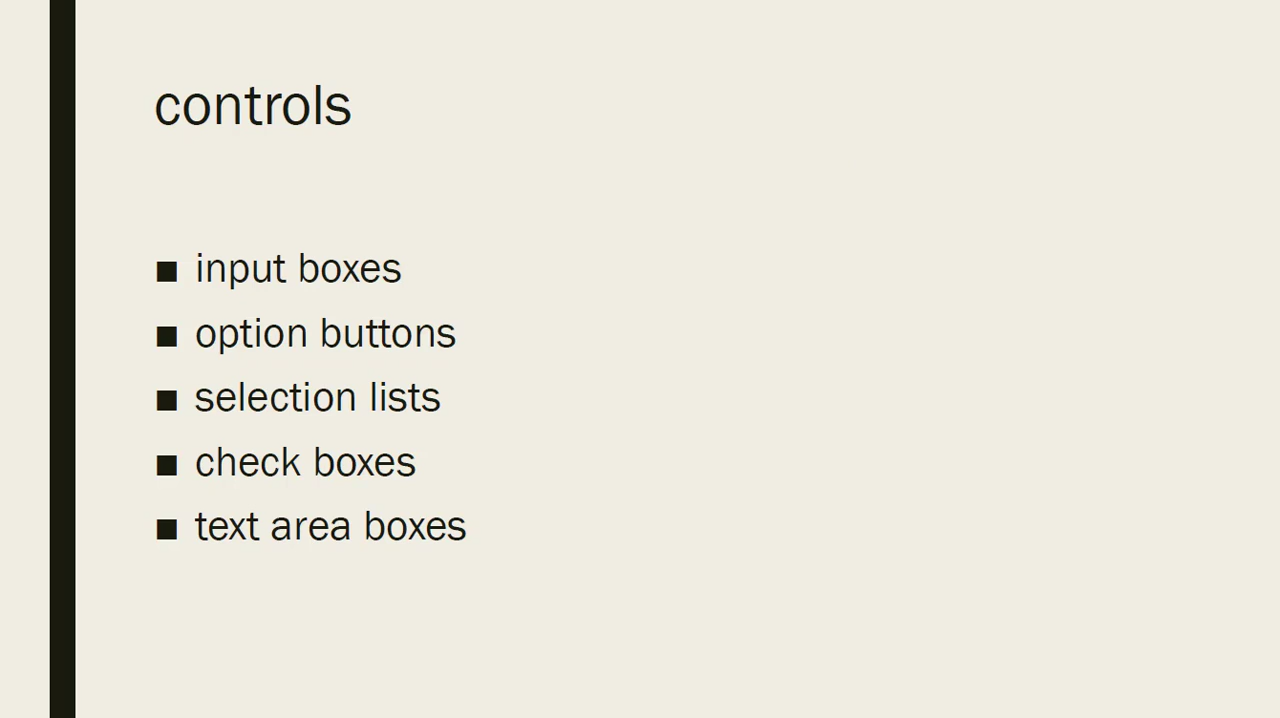 controls
■ input boxes
■ option buttons
■ selection lists
■ check boxes
■ text area boxes